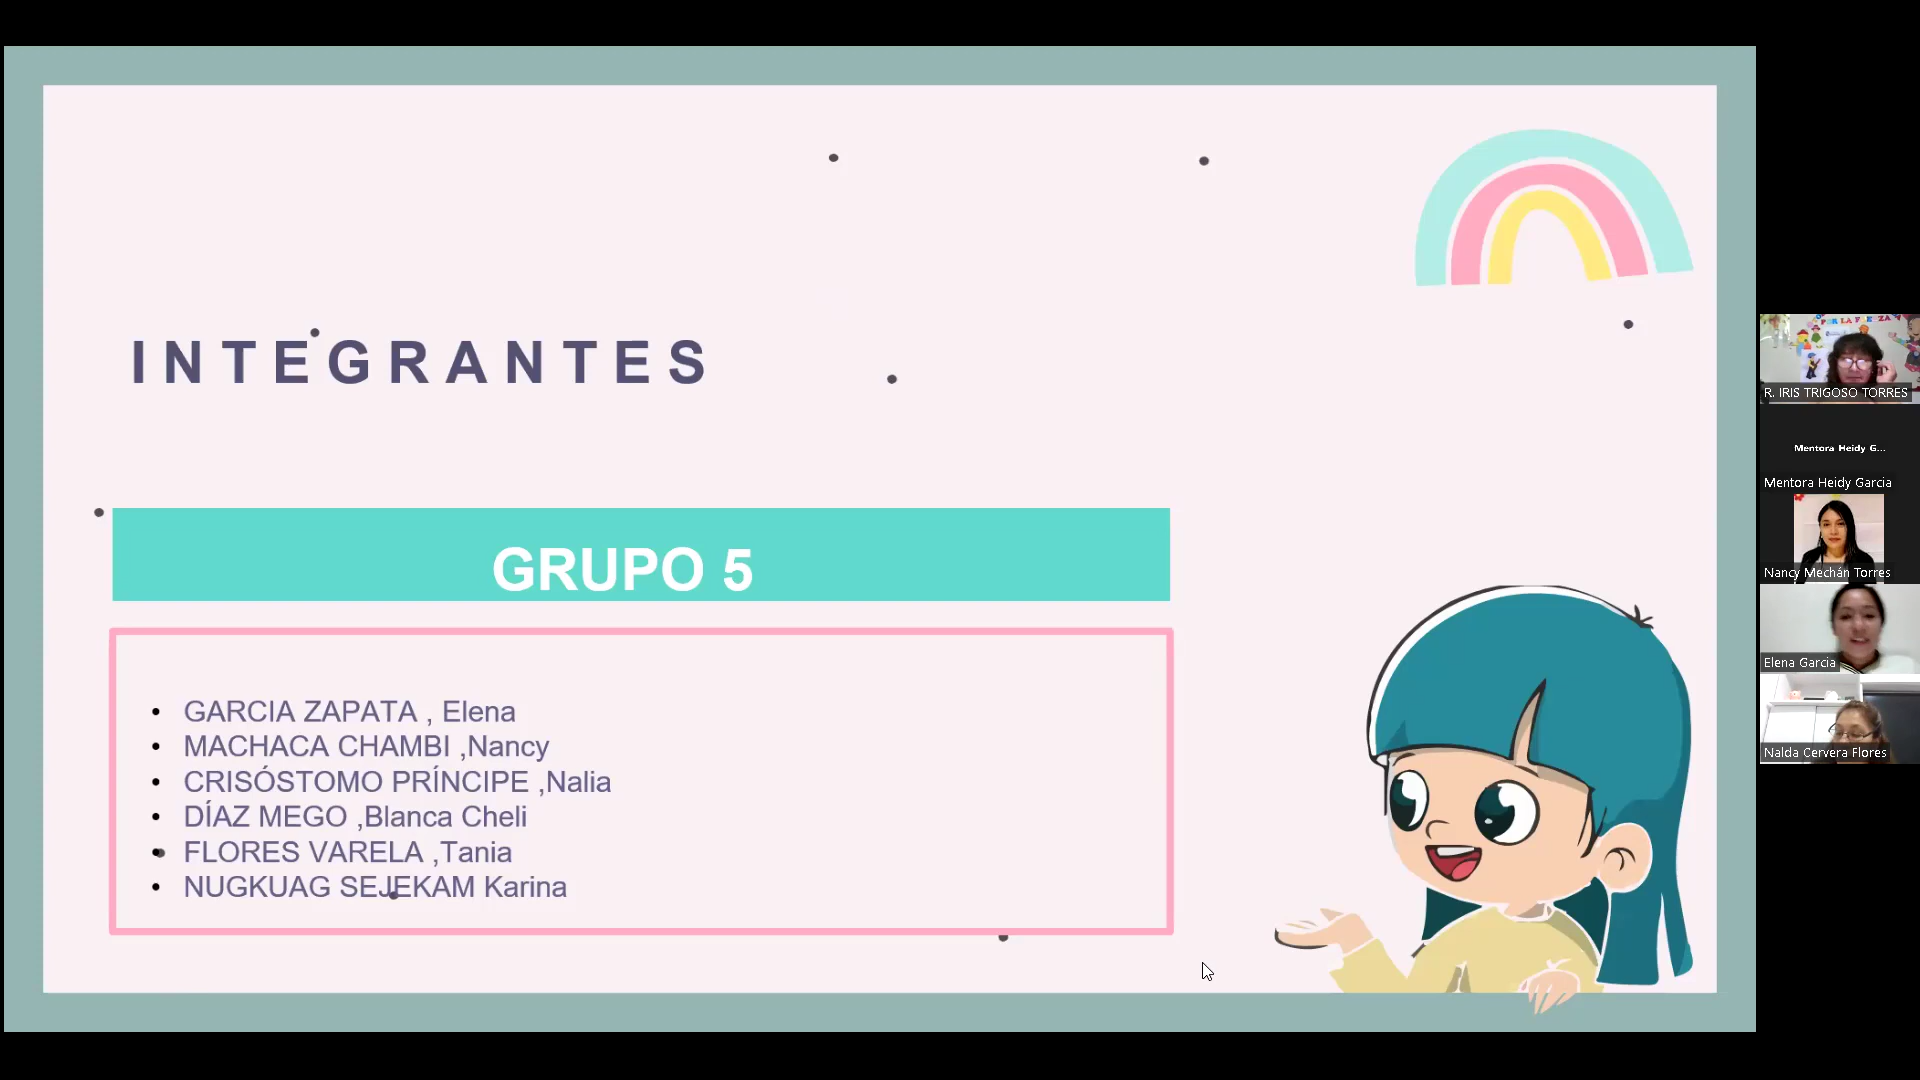 INTEGRANTES
GRUPO 5
• GARCIA ZAPATA , Elena
• MACHACA CHAMBI ,Nancy
• CRISÓSTOMO PRÍNCIPE ,Nalia
• DÍAZ MEGO ,Blanca Cheli
• FLORES VARELA ,Tania
• NUGKUAG SEJEKAM Karina
R. IRIS TRIGOSO TORRES
Mentora Heidy G...
Mentora Heidy Garcia
Nancy Mechán Torres
Elena Garcia
Nalda Cervera Flores